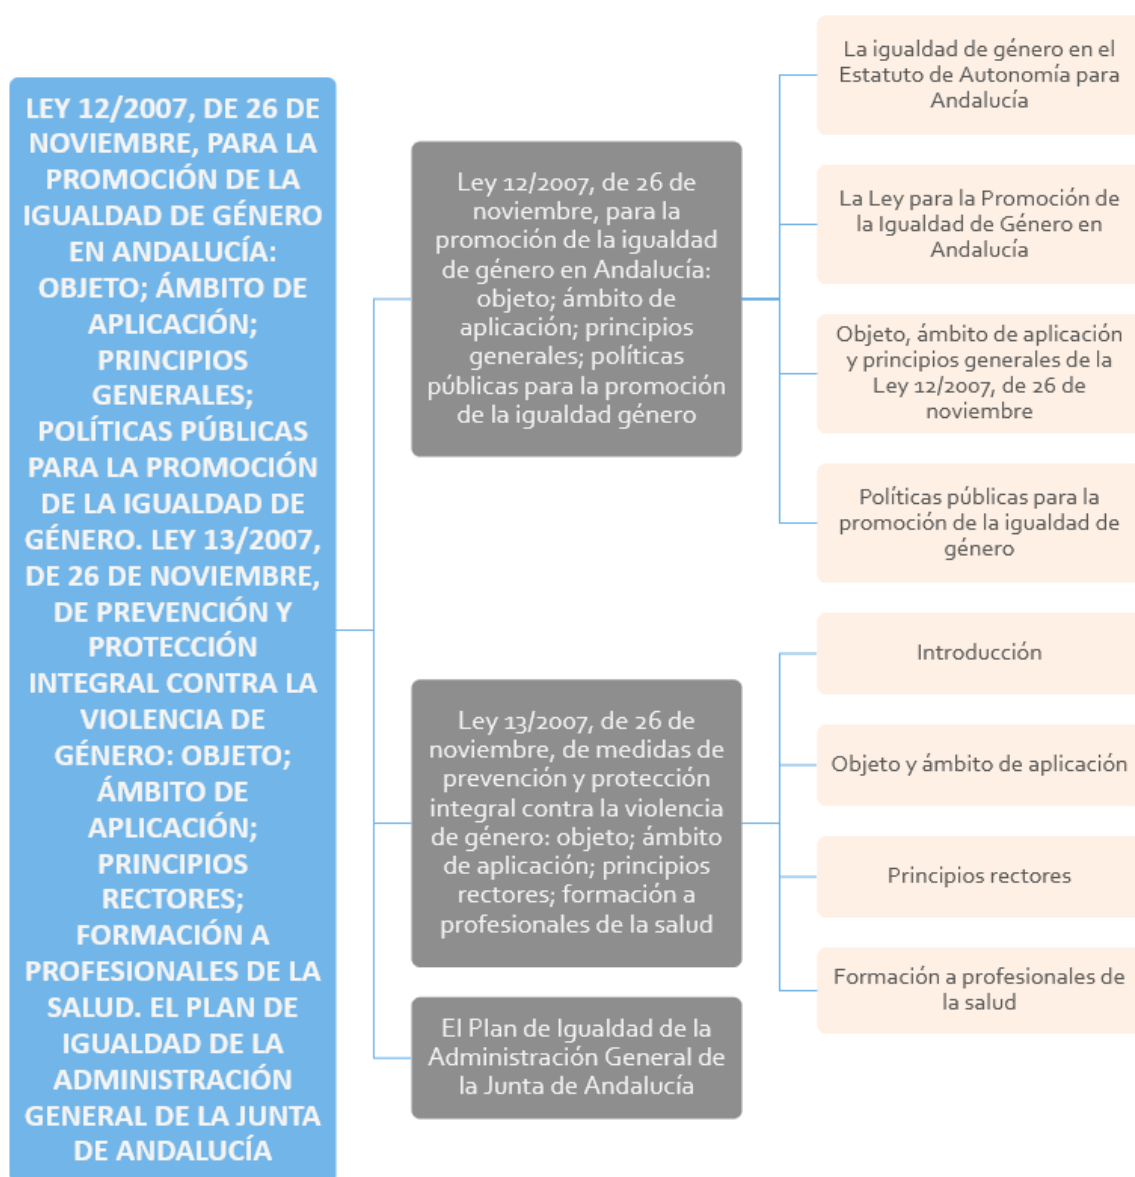 LEY 12/2007, DE 26 DE
NOVIEMBRE, PARA LA
PROMOCIÓN DE LA
IGUALDAD DE GÉNERO
EN ANDALUCÍA:
OBJETO; ÁMBITO DE
APLICACIÓN;
PRINCIPIOS
GENERALES;
POLÍTICAS PÚBLICAS
PARA LA PROMOCIÓN
DE LA IGUALDAD DE
GÉNERO. LEY 13/2007,
DE 26 DE NOVIEMBRE,
DE PREVENCIÓN Y
PROTECCIÓN
INTEGRAL CONTRA LA
VIOLENCIA DE
GÉNERO: OBJETO;
ÁMBITO DE
APLICACIÓN;
PRINCIPIOS
RECTORES;
FORMACIÓN A
PROFESIONALES DE LA
SALUD. EL PLAN DE
IGUALDAD DE LA
ADMINISTRACIÓN
GENERAL DE LA JUNTA
DE ANDALUCÍA
Ley 12/2007, de 26 de
noviembre, para la
promoción de la igualdad
de género en Andalucía:
objeto; ámbito de
aplicación; principios
generales; políticas
públicas para la promoción
de la igualdad género
La igualdad de género en el
Estatuto de Autonomía para
Andalucía
La Ley para la Promoción de
la Igualdad de Género en
Andalucía
Objeto, ámbito de aplicación
y principios generales de la
Ley 12/2007, de 26 de
noviembre
Políticas públicas para la
promoción de la igualdad de
género
Ley 13/2007, de 26 de
noviembre, de medidas de
prevención y protección
integral contra la violencia
de género: objeto; ámbito
de aplicación; principios
rectores; formación a
profesionales de la salud
Introducción
Objeto y ámbito de aplicación
Principios rectores
Formación a profesionales de
la salud
El Plan de Igualdad de la
Administración General de
la Junta de Andalucía